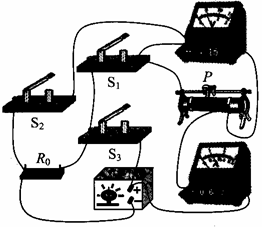 S₂
S₁
P
R₀
S₃
+